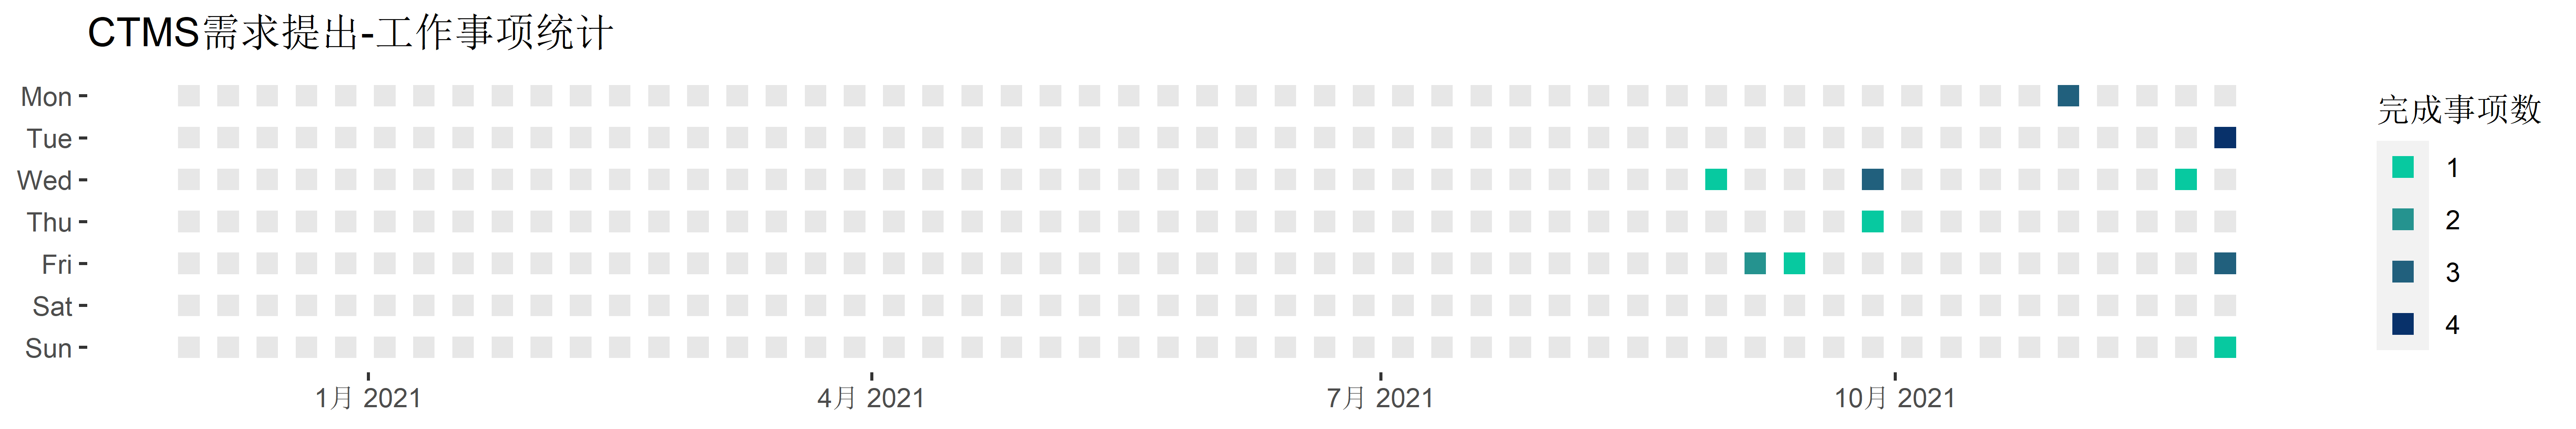 CTMS需求提出-工作事项统计
Mon
Tue
Wed
Thu
Fri
Sat
Sun
1月 2021
4月 2021
7月 2021
10月 2021
完成事项数
1
2
3
4